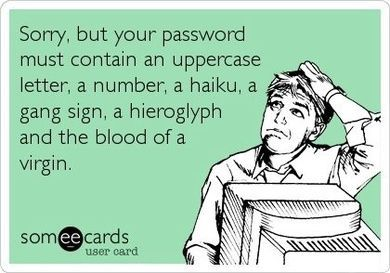 Sorry, but your password
must contain an uppercase
letter, a number, a haiku, a
gang sign, a hieroglyph
and the blood of a
virgin.
someecards
user card